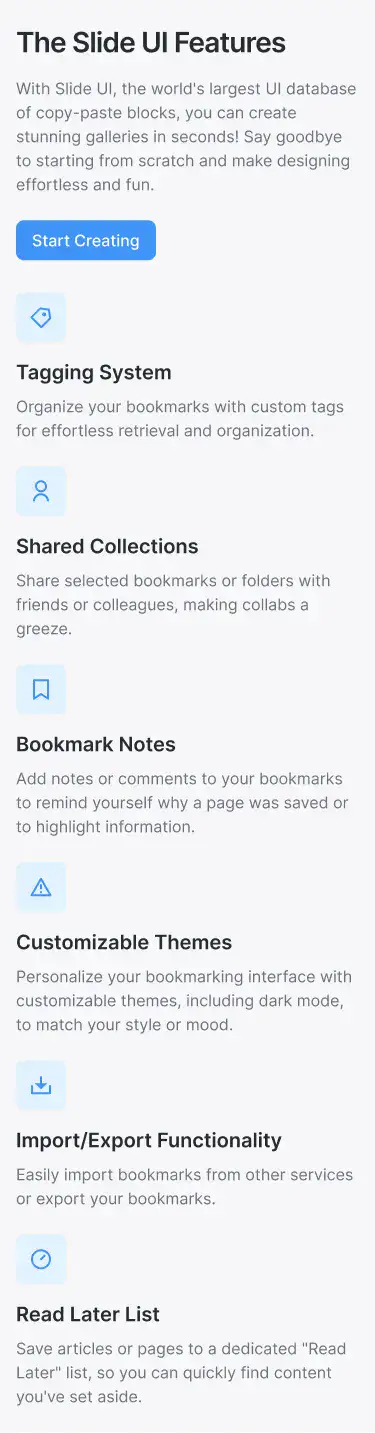 The Slide UI Features
With Slide UI, the world's largest UI database
of copy-paste blocks, you can create
stunning galleries in seconds! Say goodbye
to starting from scratch and make designing
effortless and fun.
Start Creating
Tagging System
Organize your bookmarks with custom tags
for effortless retrieval and organization.
Shared Collections
Share selected bookmarks or folders with
friends or colleagues, making collabs a
greeze.
Bookmark Notes
Add notes or comments to your bookmarks
to remind yourself why a page was saved or
to highlight information.
Customizable Themes
Personalize your bookmarking interface with
customizable themes, including dark mode,
to match your style or mood.
Import/Export Functionality
Easily import bookmarks from other services
or export your bookmarks.
Read Later List
Save articles or pages to a dedicated "Read
Later" list, so you can quickly find content
you've set aside.